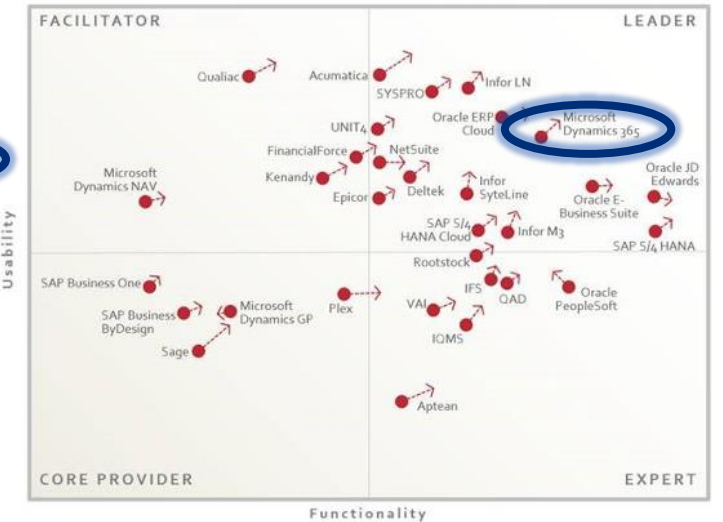 FACILITATOR
LEADER
Qualiac
Acumatica
SYSPRO
Infor LN
Oracle ERP
Cloud
Microsoft
Dynamics 365
UNIT4
FinancialForce
NetSuite
Kenandy
Deltek
Microsoft
Dynamics NAV
Epicor
Infor
SyteLine
Oracle E-
Business Suite
Oracle JD
Edwards
SAP S/4
HANA Cloud
Infor M3
SAP S/4 HANA
Rootstock
Usability
SAP Business One
SAP Business
ByDesign
Microsoft
Dynamics GP
Sage
Plex
VAI
IFS
QAD
Oracle
PeopleSoft
IQMS
Aptean
CORE PROVIDER
EXPERT
Functionality